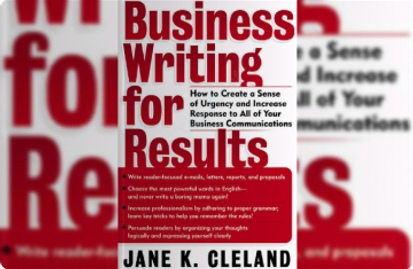 Business
Writing
for
Results
How to Create a Sense
of Urgency and Increase
Response to All of Your
Business Communications
• Write reader-focused e-mails, letters, reports, and proposals
• Choose the most powerful words in English—
and never write a boring memo again!
• Increase professionalism by adhering to proper grammar;
learn key tricks to help you remember the rules!
• Persuade readers by organizing your thoughts
logically and expressing yourself clearly
JANE K. CLELAND